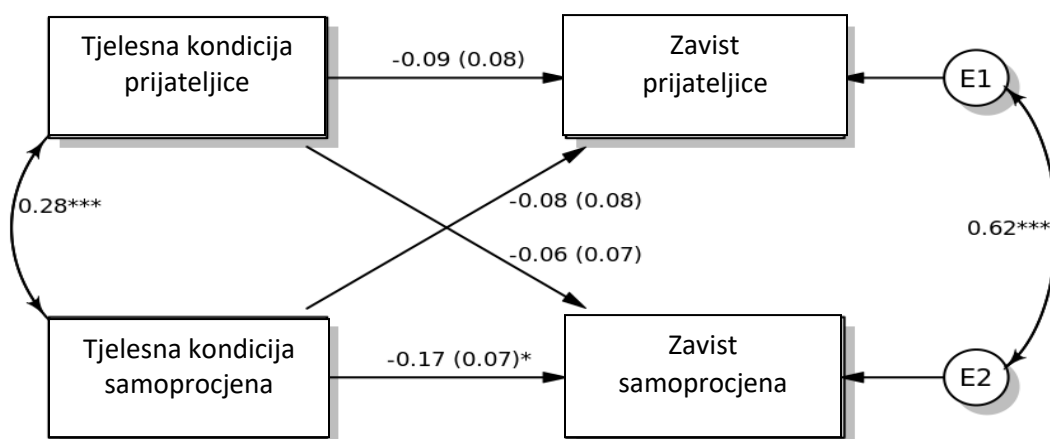 Tjelesna kondicija
prijateljice
-0.09 (0.08)
Zavist
prijateljice
E1
0.28***
-0.08 (0.08)
-0.06 (0.07)
0.62***
Tjelesna kondicija
samoprocjena
-0.17 (0.07)*
Zavist
samoprocjena
E2